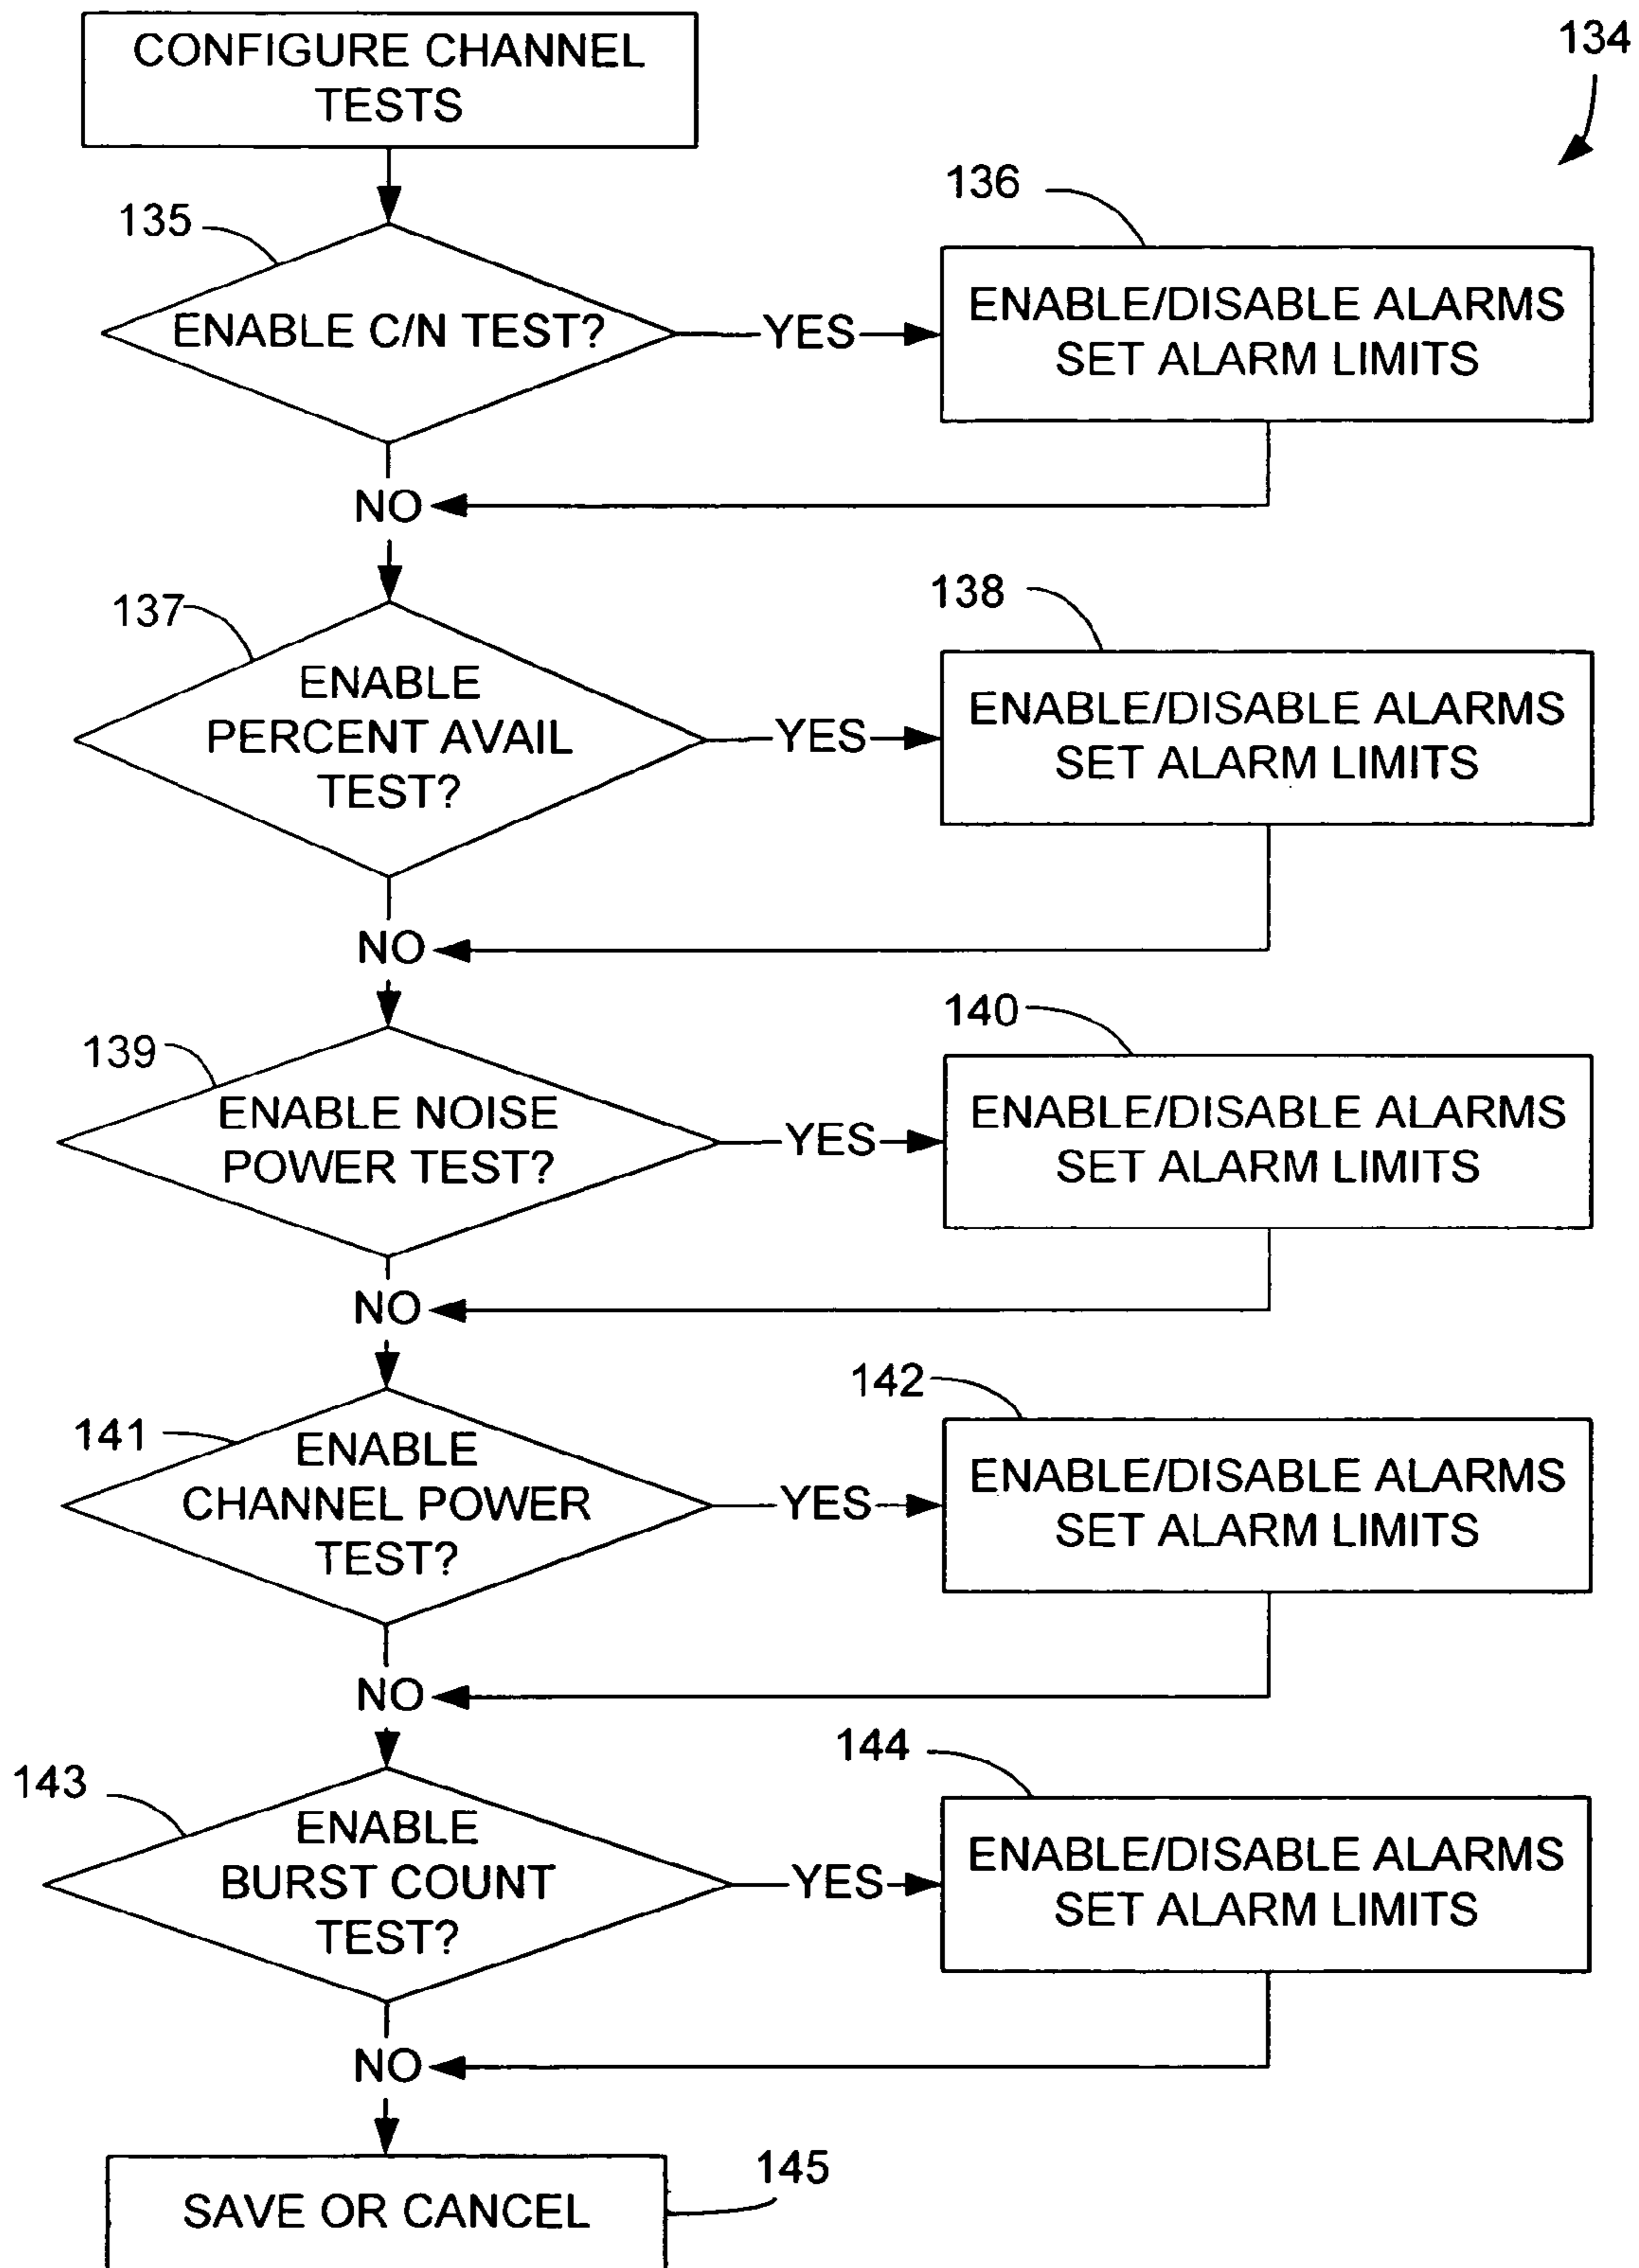 CONFIGURE CHANNEL
TESTS
134
135
136
ENABLE C/N TEST?
YES
ENABLE/DISABLE ALARMS
SET ALARM LIMITS
NO
137
138
ENABLE
PERCENT AVAIL
TEST?
YES
ENABLE/DISABLE ALARMS
SET ALARM LIMITS
NO
139
140
ENABLE NOISE
POWER TEST?
YES
ENABLE/DISABLE ALARMS
SET ALARM LIMITS
NO
141
142
ENABLE
CHANNEL POWER
TEST?
YES
ENABLE/DISABLE ALARMS
SET ALARM LIMITS
NO
143
144
ENABLE
BURST COUNT
TEST?
YES
ENABLE/DISABLE ALARMS
SET ALARM LIMITS
NO
145
SAVE OR CANCEL